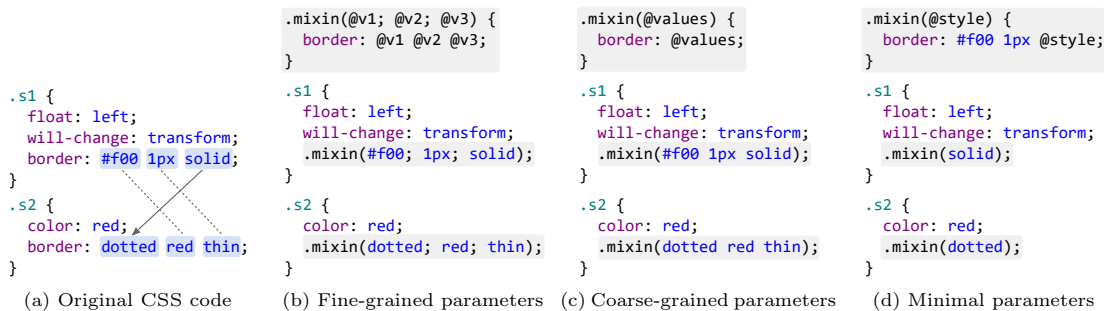 .s1 {
float: left;
will-change: transform;
border: #f00 1px solid;
}
.s2 {
color: red;
border: dotted red thin;
}
(a) Original CSS code
.mixin(@v1; @v2; @v3) {
border: @v1 @v2 @v3;
}
.s1 {
float: left;
will-change: transform;
.mixin(#f00; 1px; solid);
}
.s2 {
color: red;
.mixin(dotted; red; thin);
}
(b) Fine-grained parameters
.mixin(@values) {
border: @values;
}
.s1 {
float: left;
will-change: transform;
.mixin(#f00 1px solid);
}
.s2 {
color: red;
.mixin(dotted red thin);
}
(c) Coarse-grained parameters
.mixin(@style) {
border: #f00 1px @style;
}
.s1 {
float: left;
will-change: transform;
.mixin(solid);
}
.s2 {
color: red;
.mixin(dotted);
}
(d) Minimal parameters